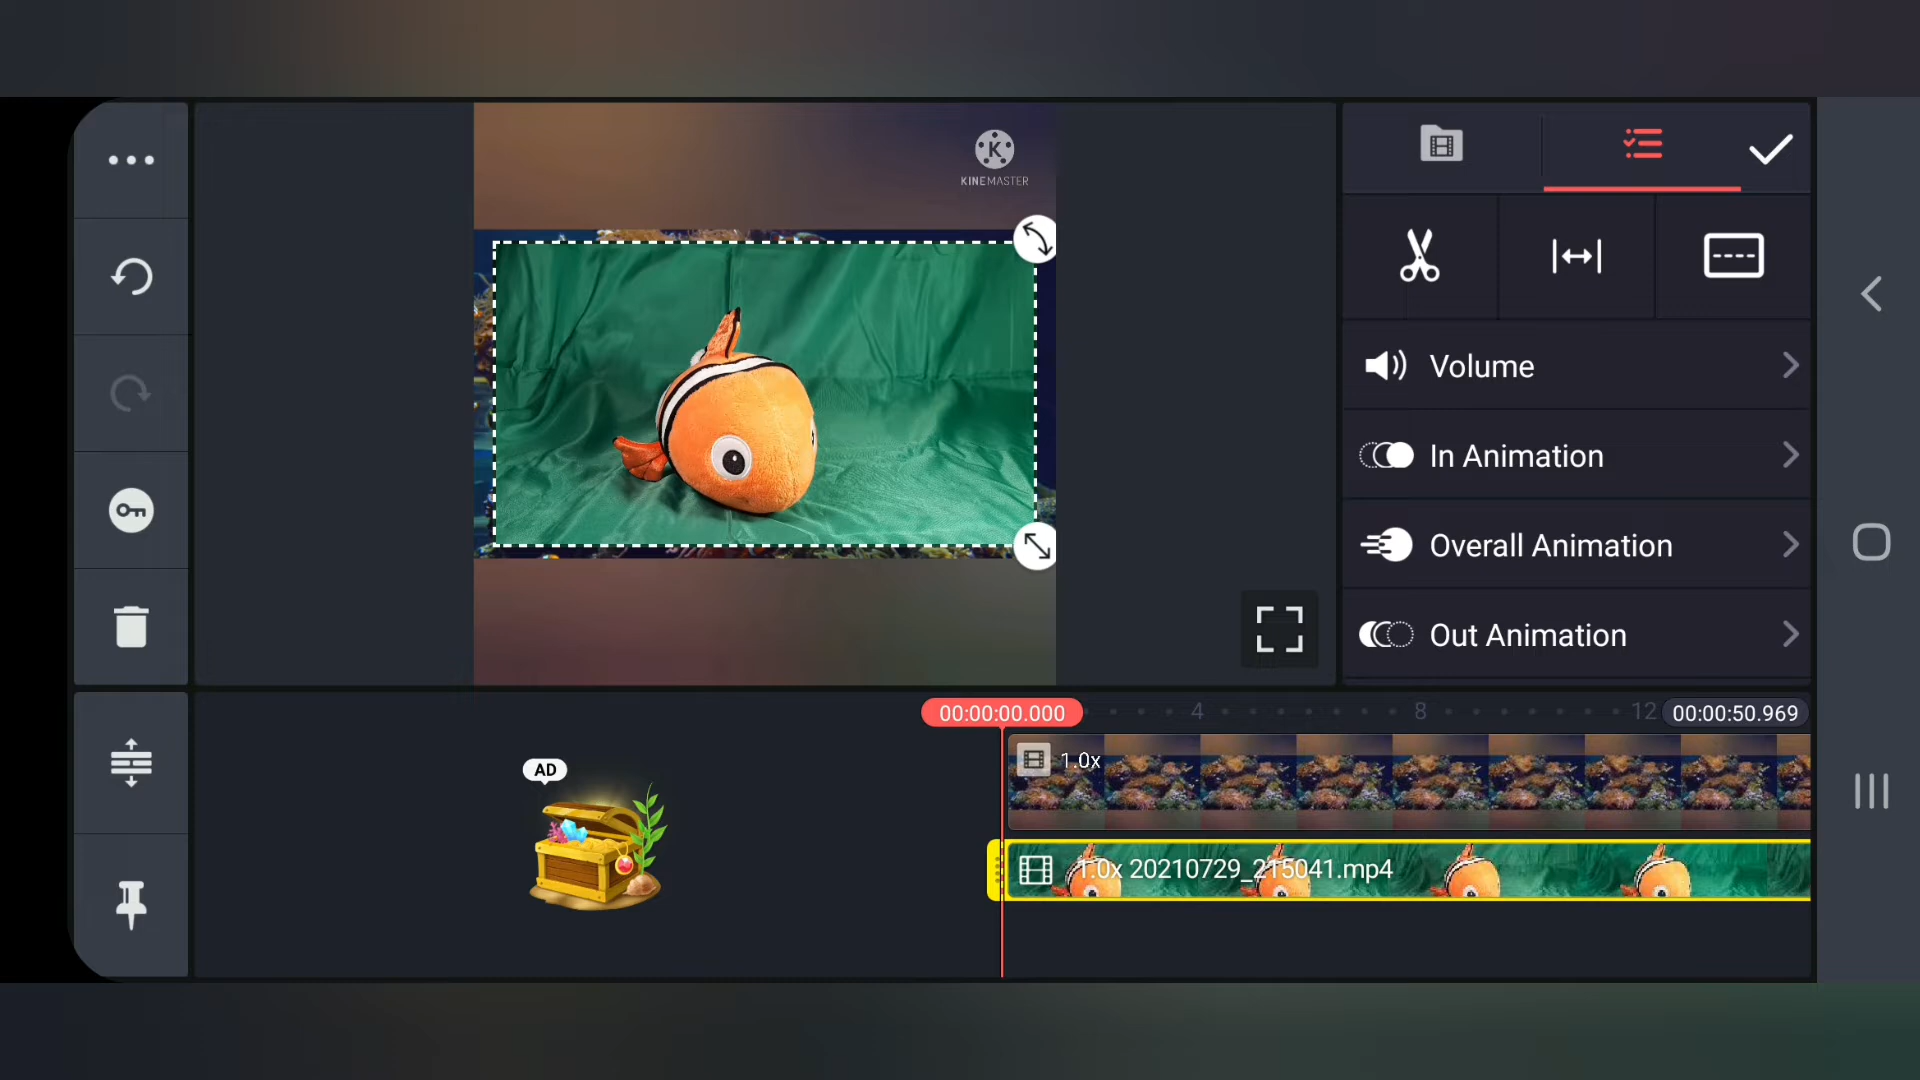 K
KINEMASTER
Volume
In Animation
Overall Animation
Out Animation
00:00:00.000
4
8
12
00:00:50.969
AD
1.0x
1.0x 20210729_215041.mp4